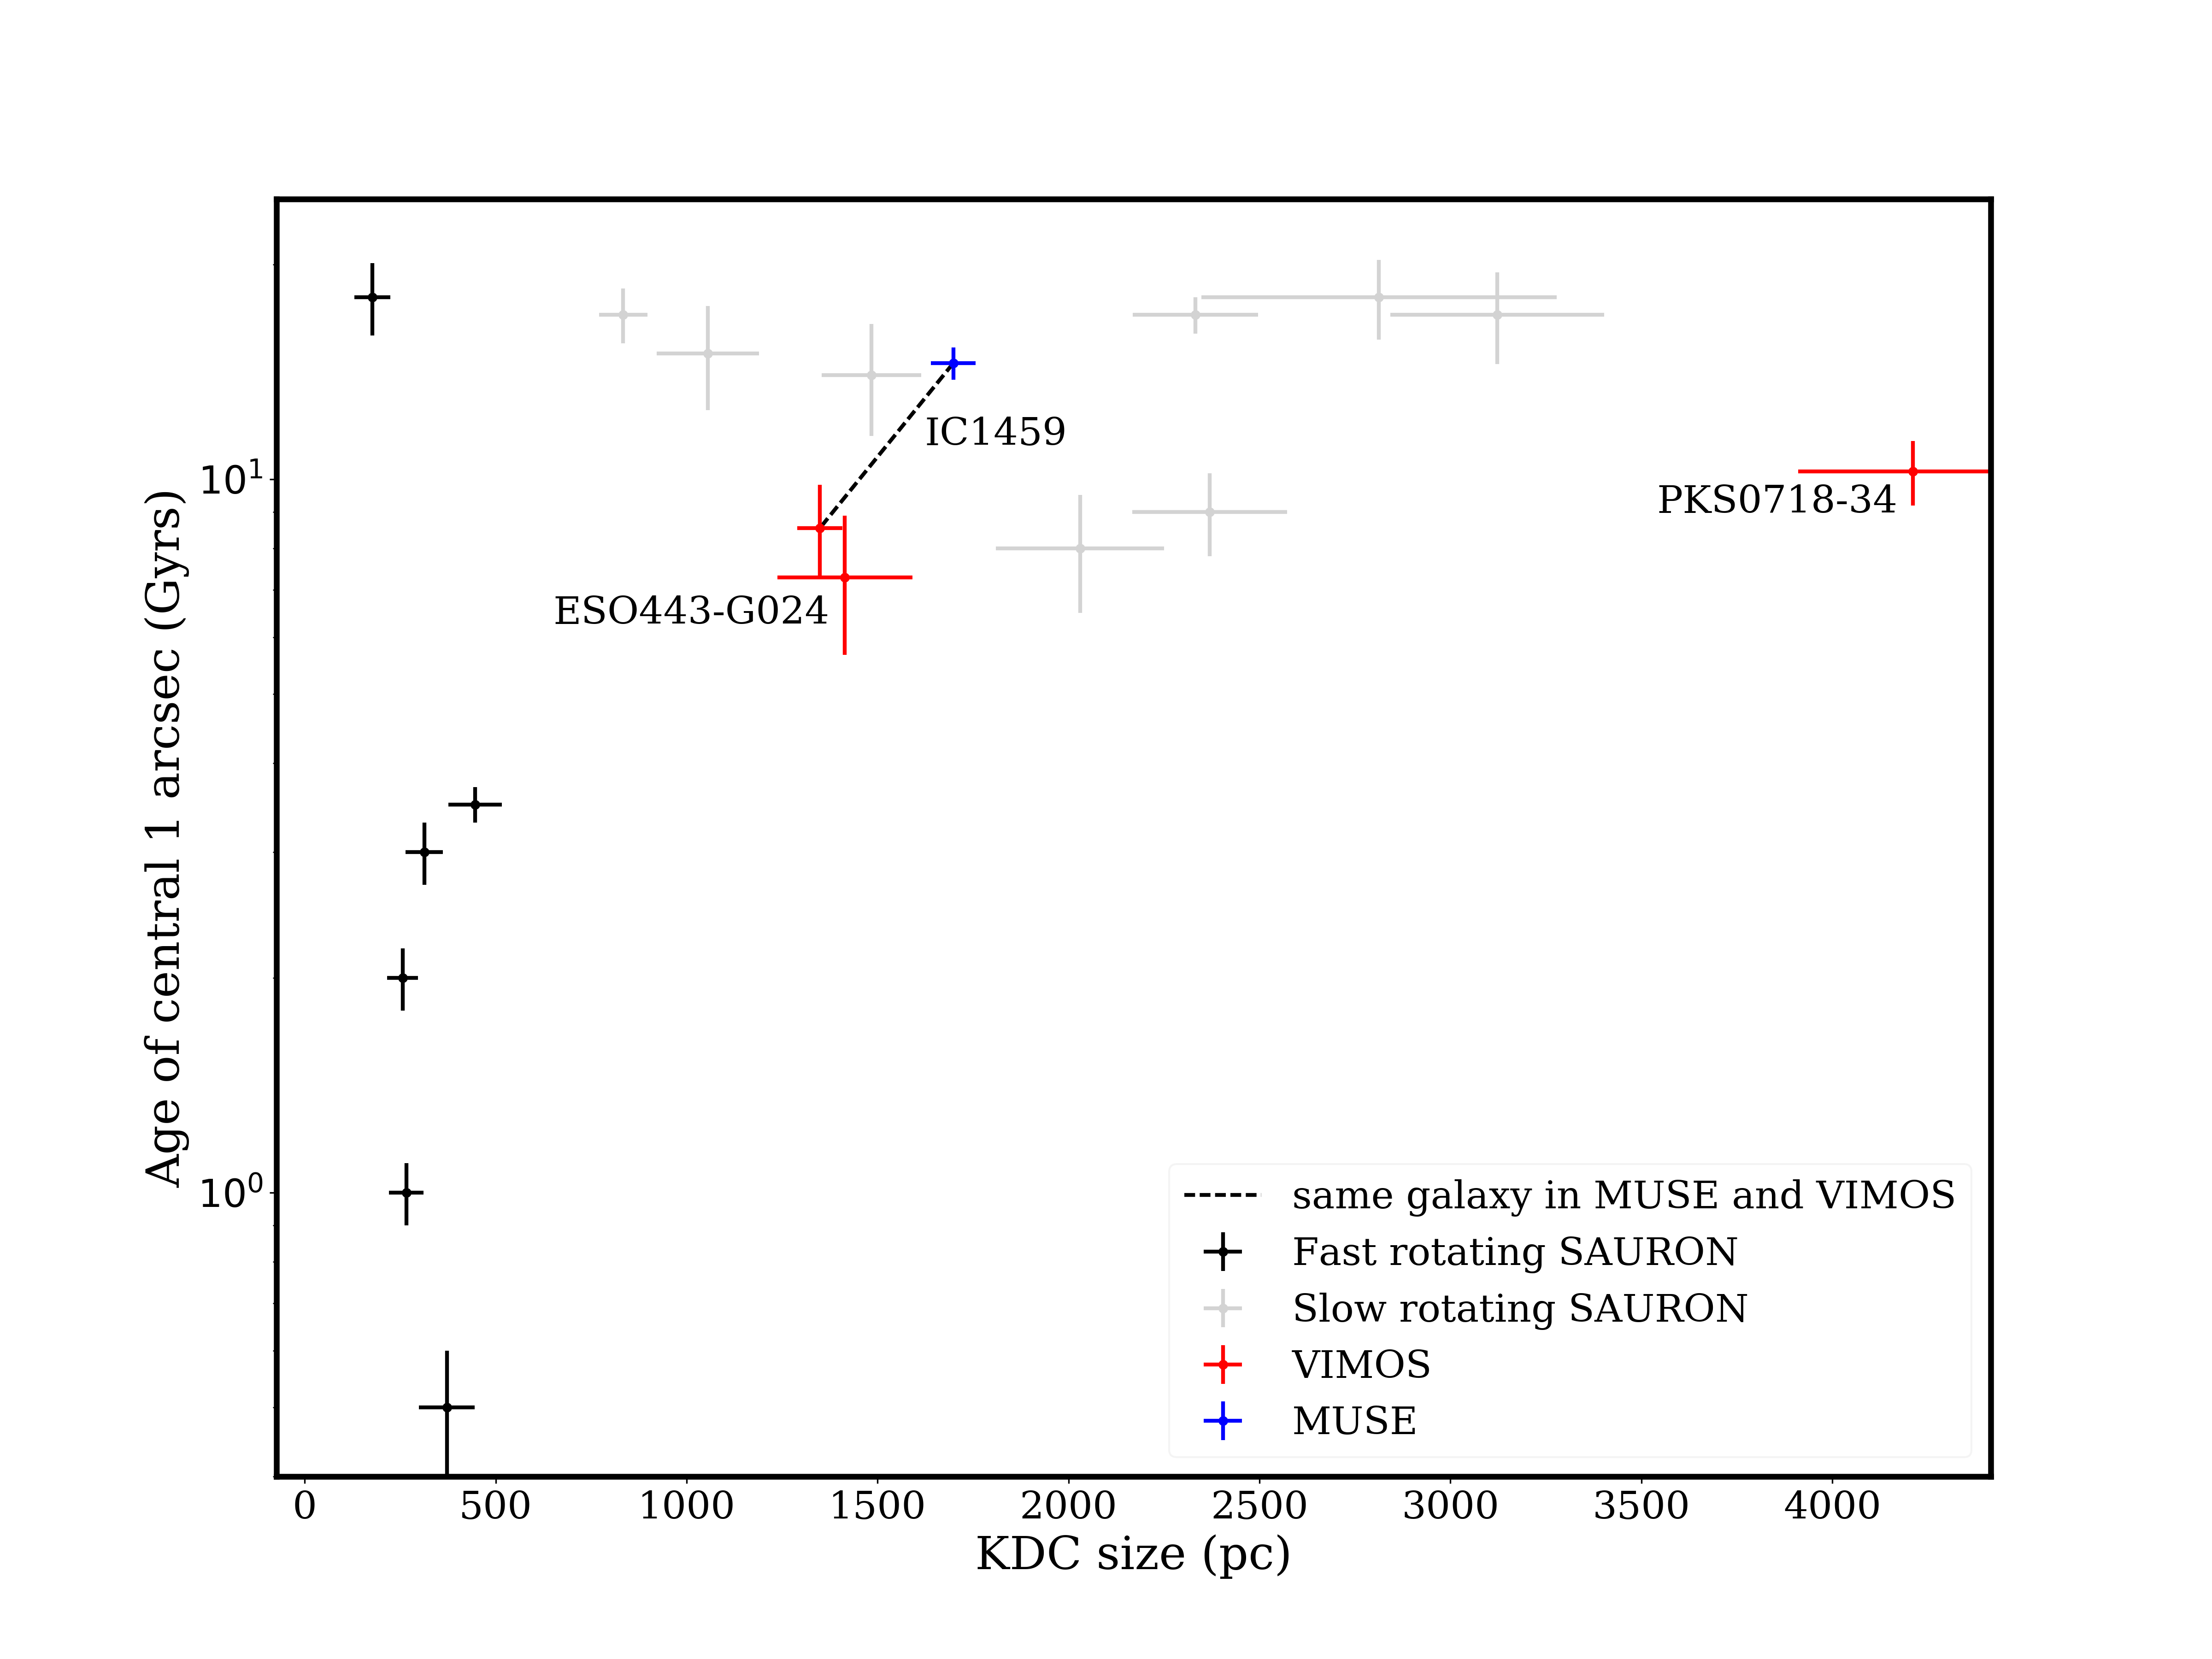 Age of central 1 arcsec (Gyrs)
10¹
10⁰
IC1459
PKS0718-34
ESO443-G024
same galaxy in MUSE and VIMOS
Fast rotating SAURON
Slow rotating SAURON
VIMOS
MUSE
0 500 1000 1500 2000 2500 3000 3500 4000
KDC size (pc)